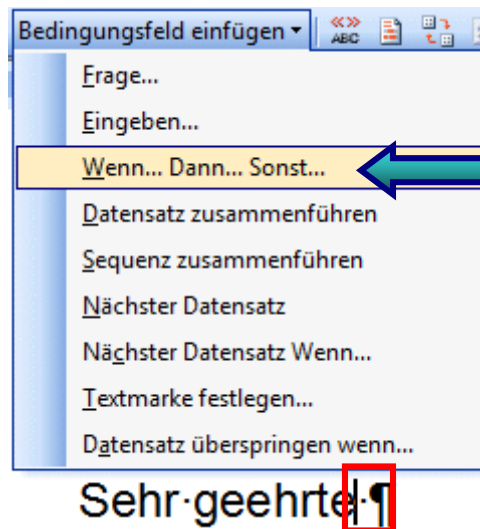 Bedingungsfeld einfügen «» ABC
Frage...
Eingeben...
Wenn... Dann... Sonst...
Datensatz zusammenführen
Sequenz zusammenführen
Nächster Datensatz
Nächster Datensatz Wenn...
Textmarke festlegen...
Datensatz überspringen wenn...
Sehr·geehrte·¶